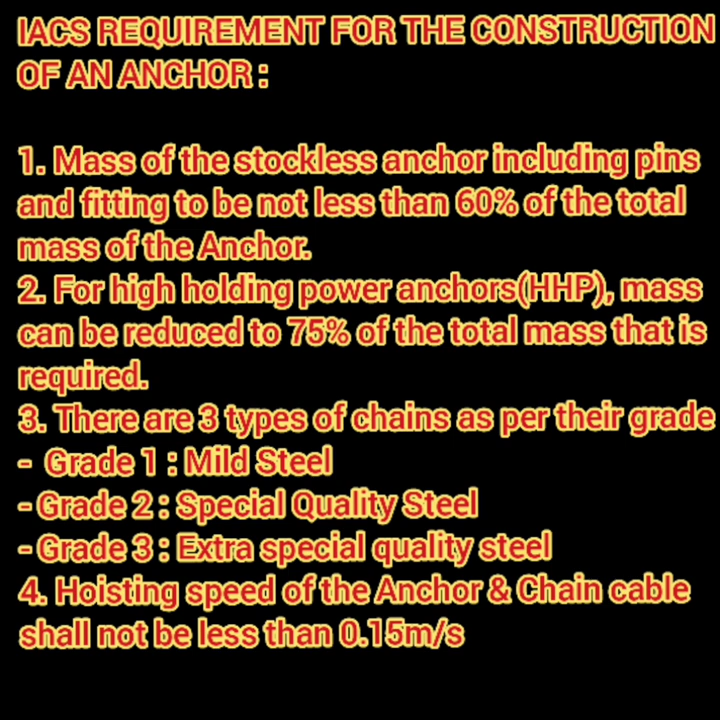 IACS REQUIREMENT FOR THE CONSTRUCTION
OF AN ANCHOR :
1. Mass of the stockless anchor including pins
and fitting to be not less than 60% of the total
mass of the Anchor.
2. For high holding power anchors(HHP), mass
can be reduced to 75% of the total mass that is
required.
3. There are 3 types of chains as per their grade
- Grade 1 : Mild Steel
- Grade 2 : Special Quality Steel
- Grade 3 : Extra special quality steel
4. Hoisting speed of the Anchor & Chain cable
shall not be less than 0.15m/s